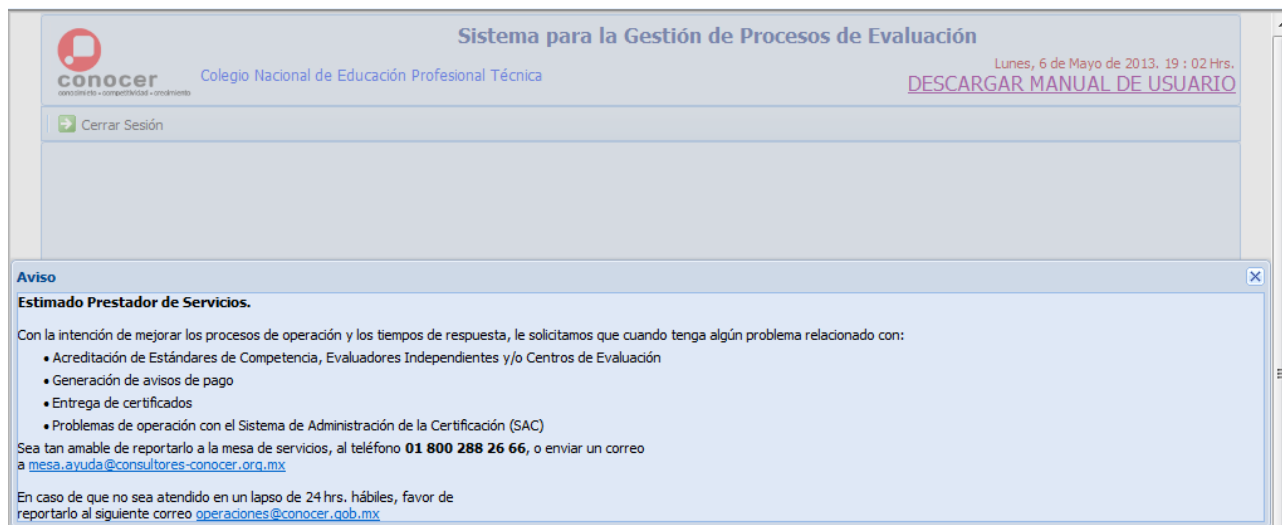 Sistema para la Gestión de Procesos de Evaluación
conocer
conocimiento • competitividad • crecimiento
Colegio Nacional de Educación Profesional Técnica
Lunes, 6 de Mayo de 2013. 19 : 02 Hrs.
DESCARGAR MANUAL DE USUARIO
Cerrar Sesión
Aviso
Estimado Prestador de Servicios.
Con la intención de mejorar los procesos de operación y los tiempos de respuesta, le solicitamos que cuando tenga algún problema relacionado con:
• Acreditación de Estándares de Competencia, Evaluadores Independientes y/o Centros de Evaluación
• Generación de avisos de pago
• Entrega de certificados
• Problemas de operación con el Sistema de Administración de la Certificación (SAC)
Sea tan amable de reportarlo a la mesa de servicios, al teléfono 01 800 288 26 66, o enviar un correo
a mesa.ayuda@consultores-conocer.org.mx
En caso de que no sea atendido en un lapso de 24 hrs. hábiles, favor de
reportarlo al siguiente correo operaciones@conocer.gob.mx